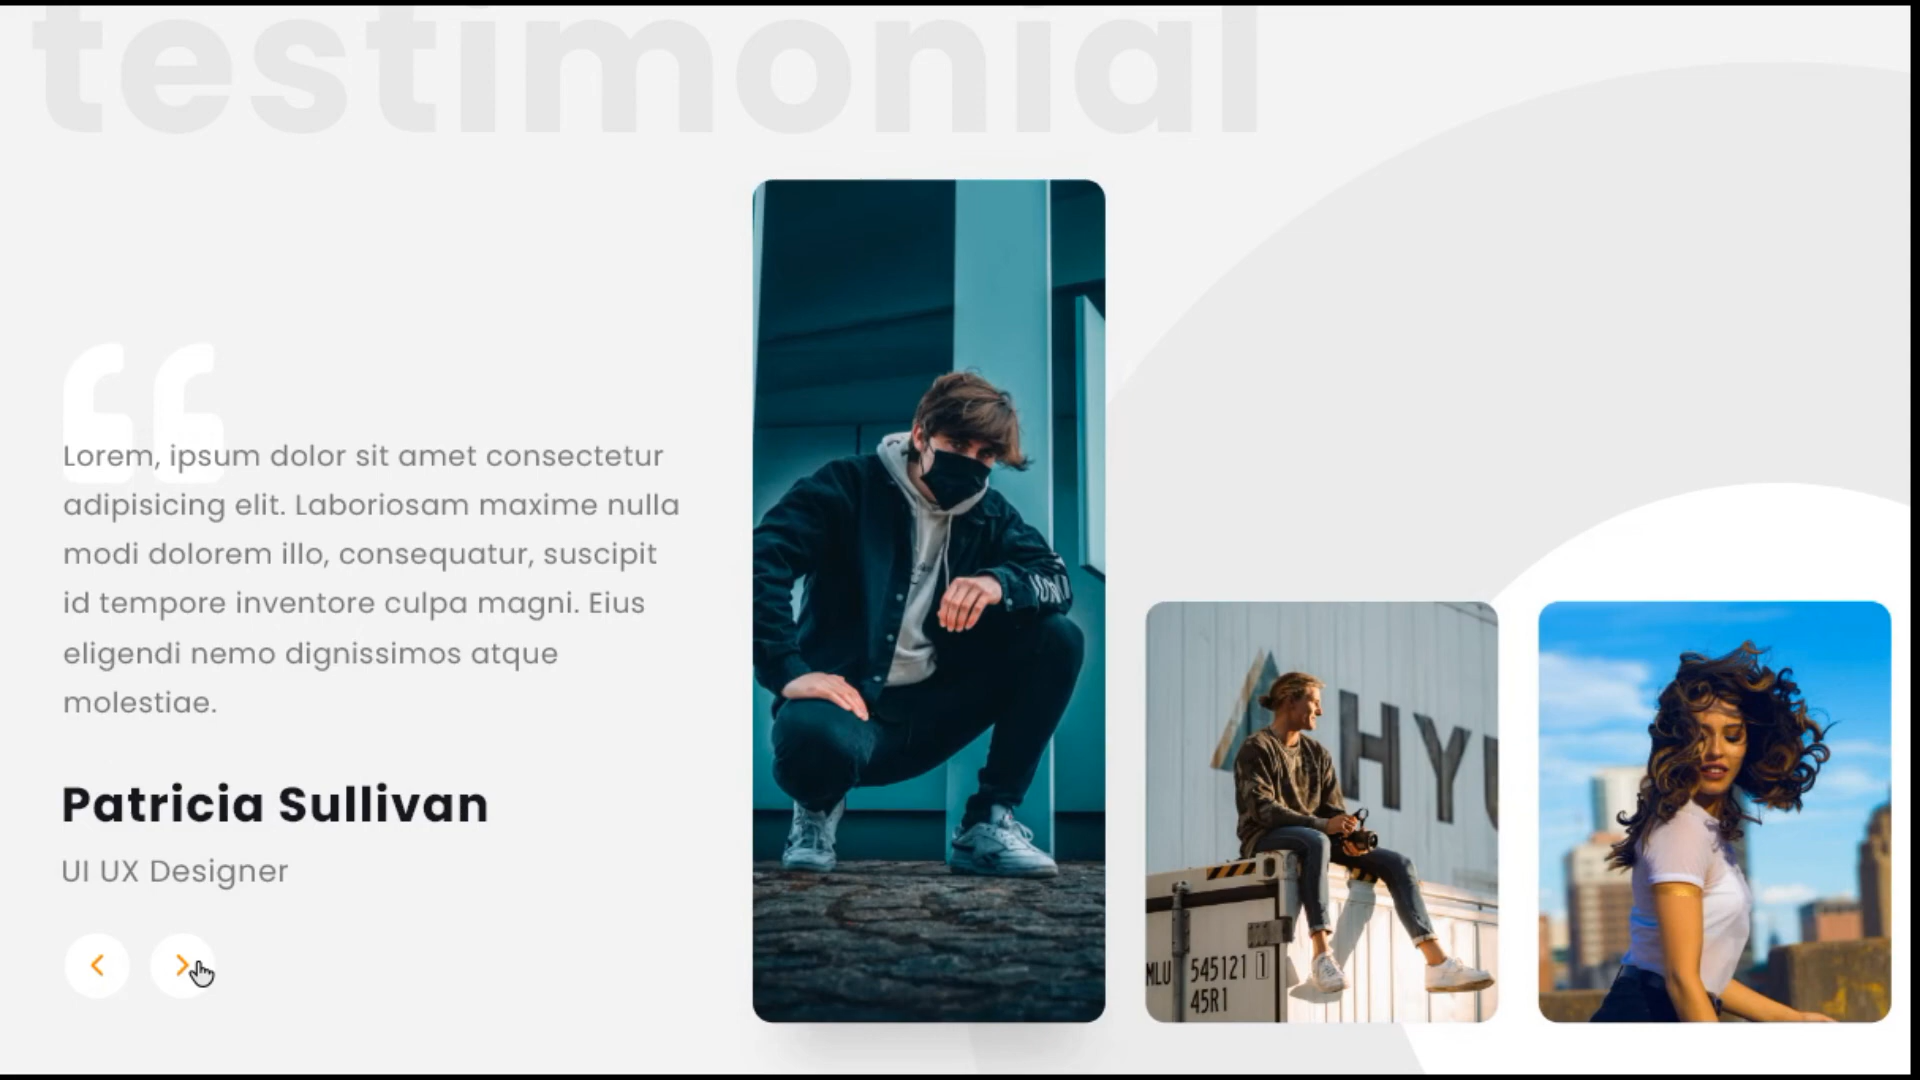 testimonial
Lorem, ipsum dolor sit amet consectetur
adipisicing elit. Laboriosam maxime nulla
modi dolorem illo, consequatur, suscipit
id tempore inventore culpa magni. Eius
eligendi nemo dignissimos atque
molestiae.
Patricia Sullivan
UI UX Designer
HYU
MLU 545121 1
45R1